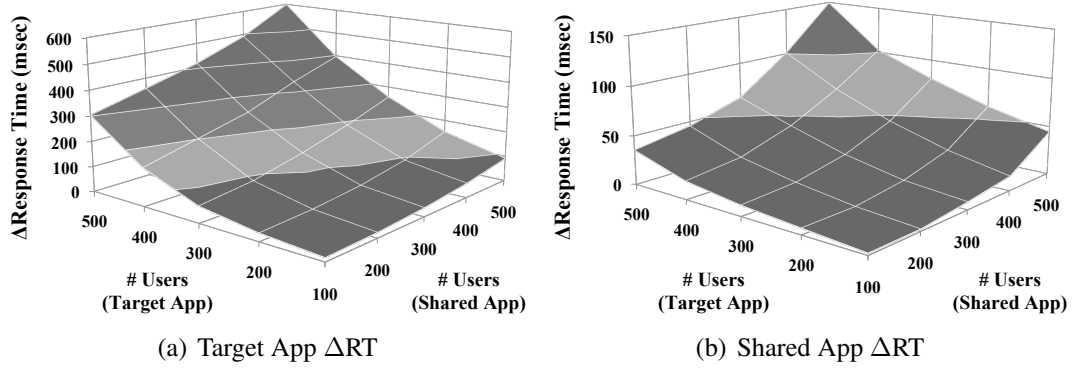 ΔResponse Time (msec)
600
500
400
300
200
100
0
500
400
300
200
100
# Users
(Target App)
200
300
400
500
# Users
(Shared App)
(a) Target App ΔRT
ΔResponse Time (msec)
150
100
50
0
500
400
300
200
100
# Users
(Target App)
200
300
400
500
# Users
(Shared App)
(b) Shared App ΔRT